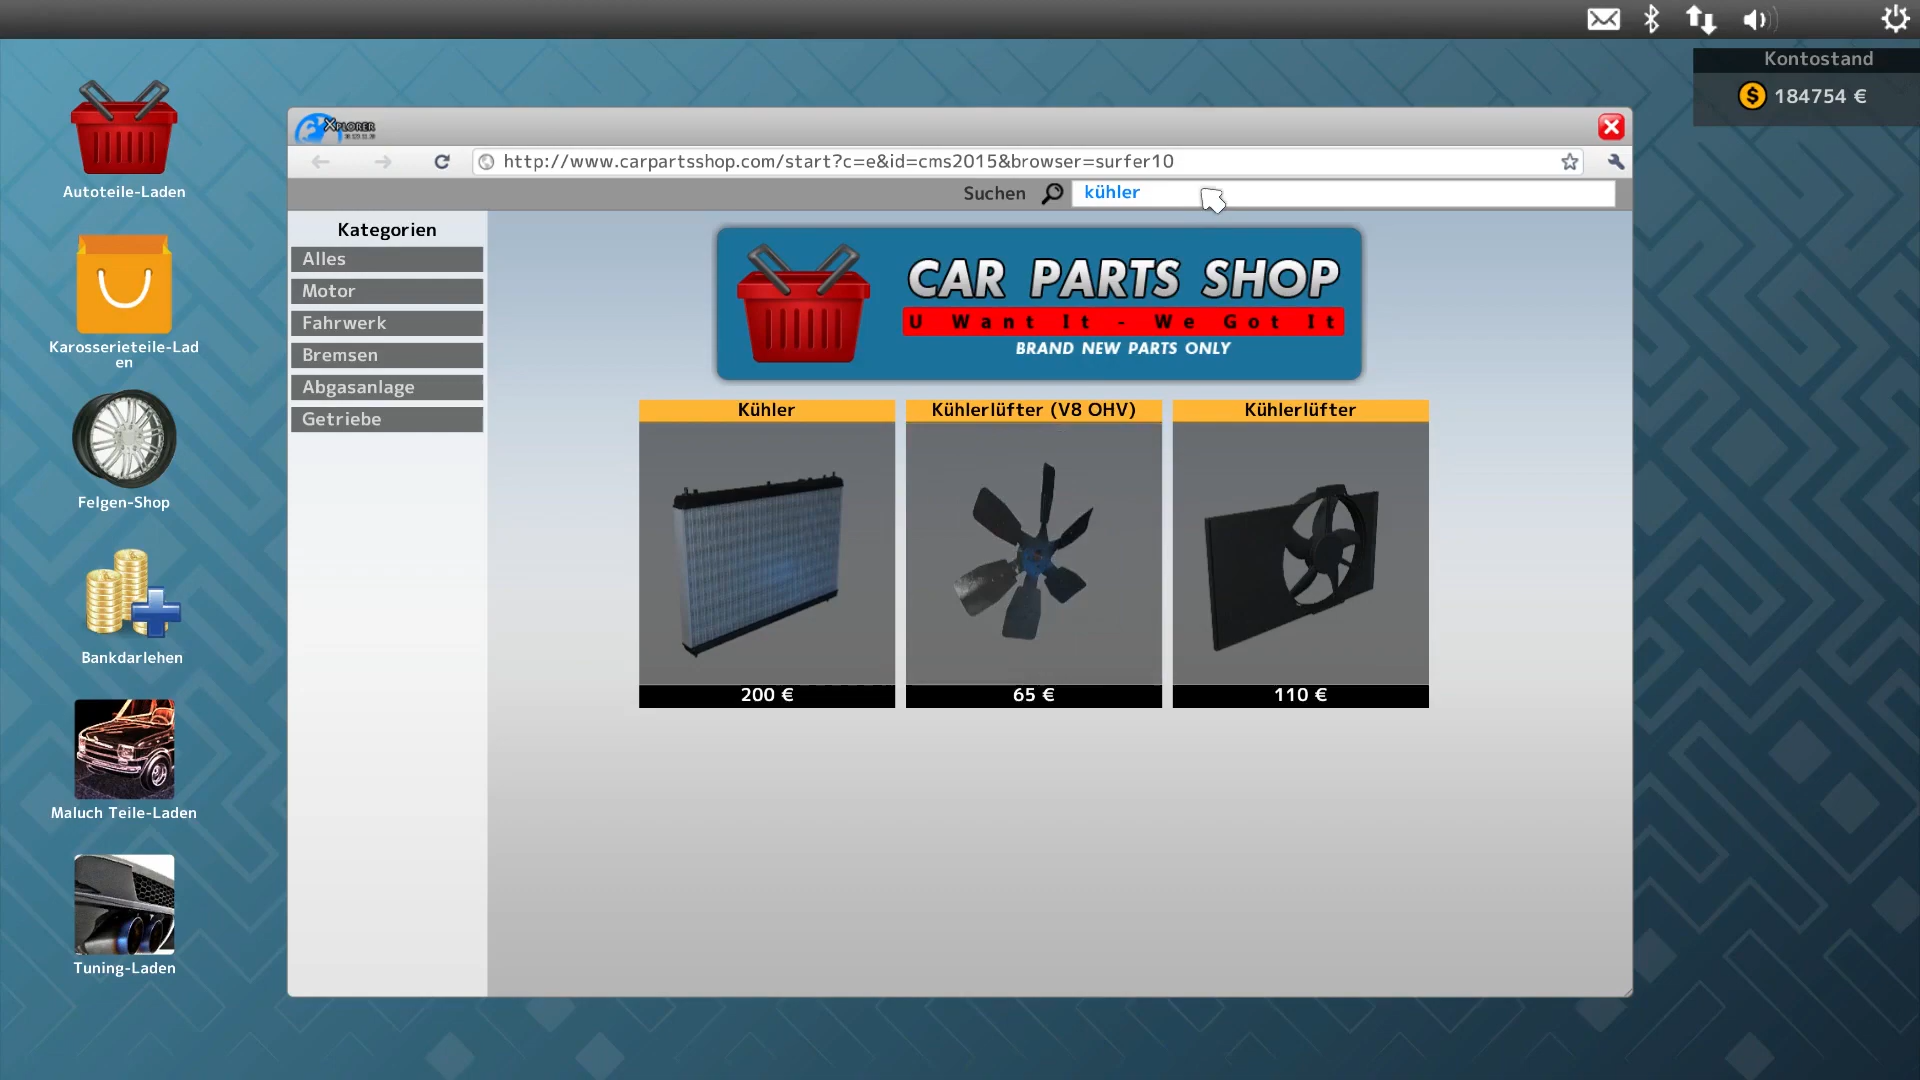 Kontostand
184754 €
Autoteile-Laden
Karosserieteile-Lad
en
Felgen-Shop
Bankdarlehen
Maluch Teile-Laden
Tuning-Laden
XPLORER
http://www.carpartsshop.com/start?c=e&id=cms2015&browser=surfer10
Suchen
kühler
Kategorien
Alles
Motor
Fahrwerk
Bremsen
Abgasanlage
Getriebe
CAR PARTS SHOP
U Want It - We Got It
BRAND NEW PARTS ONLY
Kühler
200 €
Kühlerlüfter (V8 OHV)
65 €
Kühlerlüfter
110 €